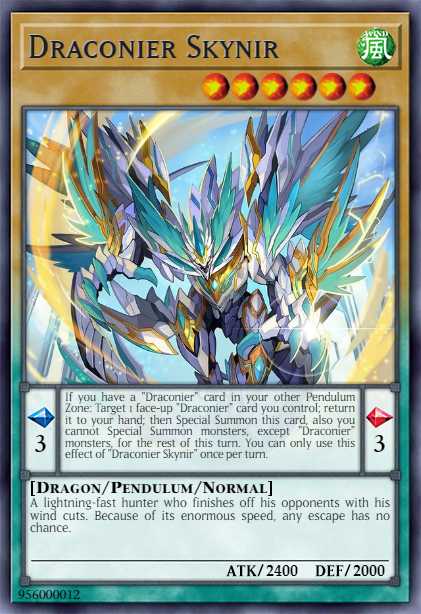 Draconier Skynir
WIND
風
If you have a "Draconier" card in your other Pendulum
Zone: Target 1 face-up "Draconier" card you control; return
it to your hand; then Special Summon this card, also you
cannot Special Summon monsters, except "Draconier"
monsters, for the rest of this turn. You can only use this
effect of "Draconier Skynir" once per turn.
3
3
[Dragon/Pendulum/Normal]
A lightning-fast hunter who finishes off his opponents with his
wind cuts. Because of its enormous speed, any escape has no
chance.
ATK/2400 DEF/2000
956000012